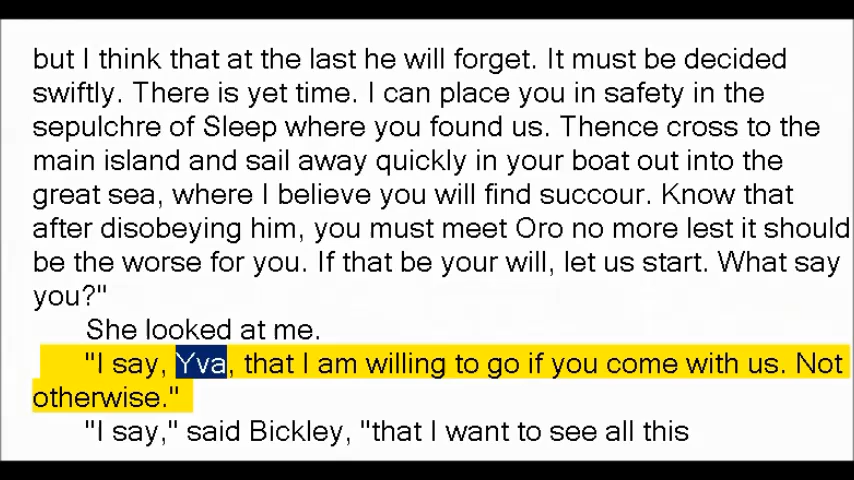 but I think that at the last he will forget. It must be decided
swiftly. There is yet time. I can place you in safety in the
sepulchre of Sleep where you found us. Thence cross to the
main island and sail away quickly in your boat out into the
great sea, where I believe you will find succour. Know that
after disobeying him, you must meet Oro no more lest it should
be the worse for you. If that be your will, let us start. What say
you?"
She looked at me.
"I say, Yva, that I am willing to go if you come with us. Not
otherwise."
"I say," said Bickley, "that I want to see all this